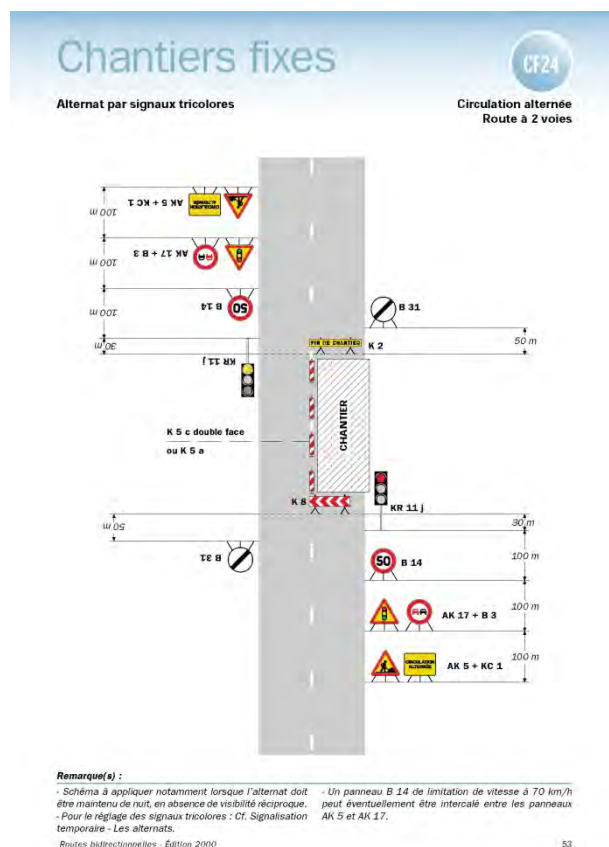 Chantiers fixes
CF24
Alternat par signaux tricolores
Circulation alternée
Route à 2 voies
AK 5 + KC 1
CIRCULATION
ALTERNÉE
100 m
AK 17 + B 3
100 m
B 14
50
100 m
30 m
KR 11 j
B 31
FIN DE CHANTIER
K 2
50 m
K 5 c double face
ou K 5 a
CHANTIER
K 8
KR 11 j
50 m
30 m
B 31
50
B 14
100 m
AK 17 + B 3
100 m
CIRCULATION
ALTERNÉE
AK 5 + KC 1
100 m
Remarque(s) :
- Schéma à appliquer notamment lorsque l'alternat doit
être maintenu de nuit, en absence de visibilité réciproque.
- Pour le réglage des signaux tricolores : Cf. Signalisation
temporaire - Les alternats.
- Un panneau B 14 de limitation de vitesse à 70 km/h
peut éventuellement être intercalé entre les panneaux
AK 5 et AK 17.
Routes bidirectionnelles - Édition 2000
53